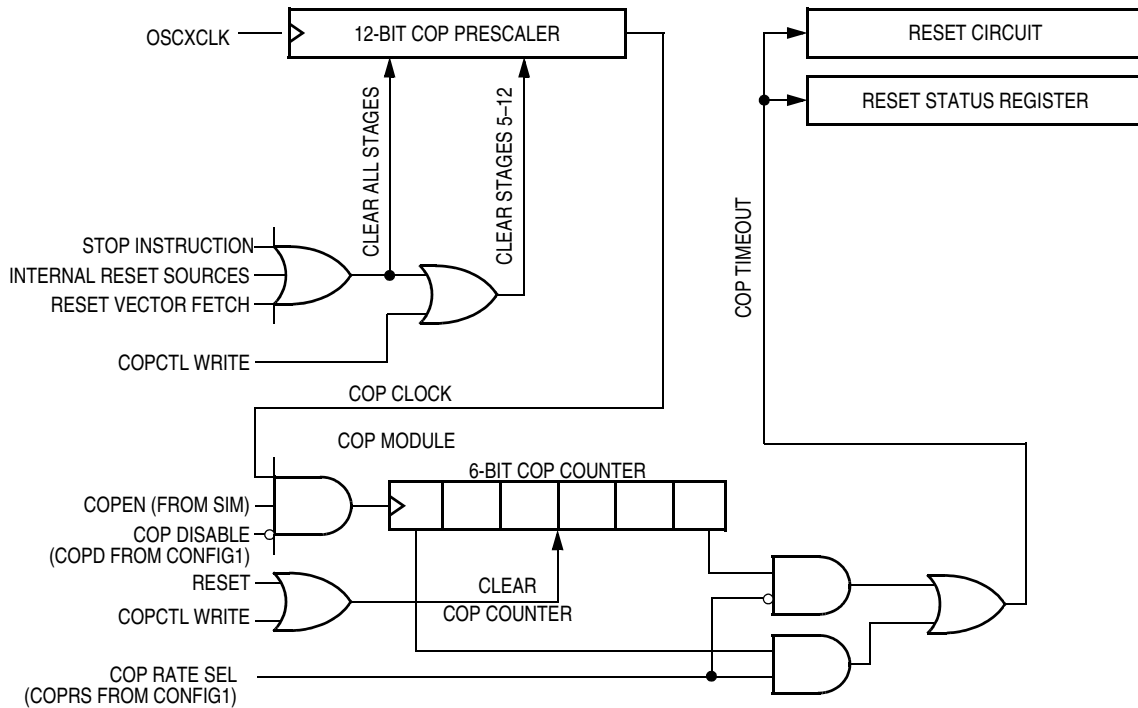 OSCXCLK
12-BIT COP PRESCALER
RESET CIRCUIT
RESET STATUS REGISTER
CLEAR ALL STAGES
CLEAR STAGES 5–12
STOP INSTRUCTION
INTERNAL RESET SOURCES
RESET VECTOR FETCH
COPCTL WRITE
COP TIMEOUT
COP CLOCK
COP MODULE
6-BIT COP COUNTER
COPEN (FROM SIM)
COP DISABLE
(COPD FROM CONFIG1)
RESET
COPCTL WRITE
CLEAR
COP COUNTER
COP RATE SEL
(COPRS FROM CONFIG1)